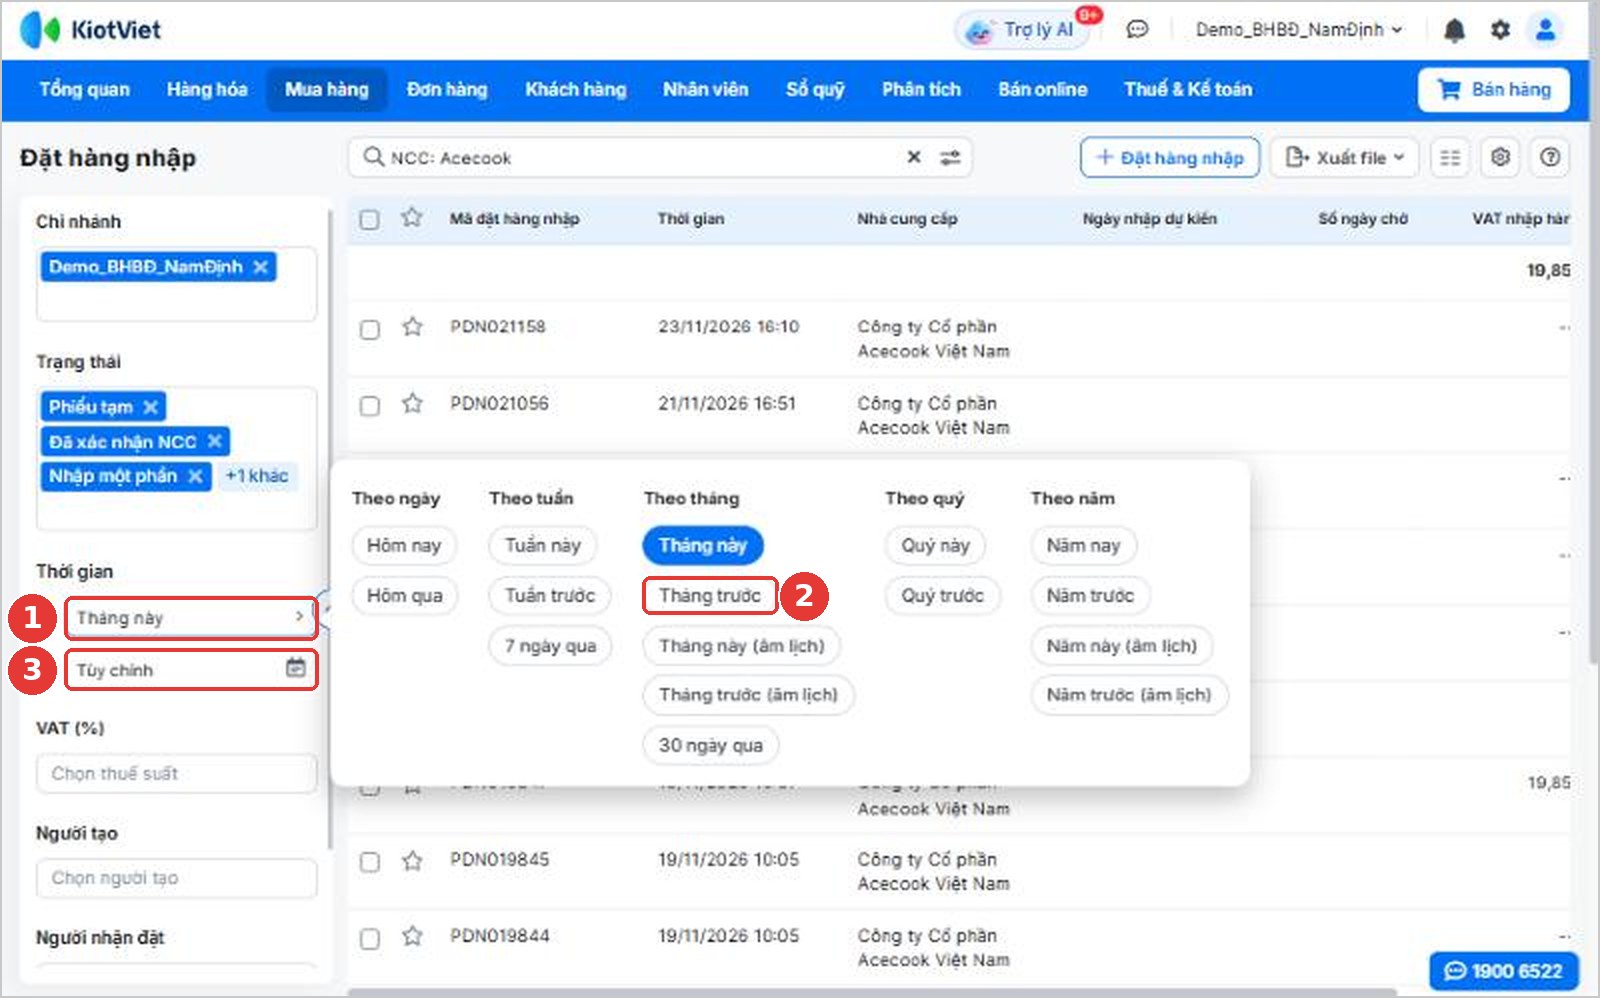 KiotViet
Trợ lý AI
9+
Demo_BHBĐ_NamĐịnh
Tổng quan
Hàng hóa
Mua hàng
Đơn hàng
Khách hàng
Nhân viên
Sổ quỹ
Phân tích
Bán online
Thuế & Kế toán
Bán hàng
Đặt hàng nhập
NCC: Acecook
Đặt hàng nhập
Xuất file
Chi nhánh
Demo_BHBĐ_NamĐịnh
Trạng thái
Phiếu tạm
Đã xác nhận NCC
Nhập một phần
+1 khác
Thời gian
1
Tháng này
3
Tùy chỉnh
VAT (%)
Chọn thuế suất
Người tạo
Chọn người tạo
Người nhận đặt
Mã đặt hàng nhập
Thời gian
Nhà cung cấp
Ngày nhập dự kiến
Số ngày chờ
VAT nhập hàn
19,85
PDN021158
23/11/2026 16:10
Công ty Cổ phần
Acecook Việt Nam
PDN021056
21/11/2026 16:51
Công ty Cổ phần
Acecook Việt Nam
Theo ngày
Hôm nay
Hôm qua
Theo tuần
Tuần này
Tuần trước
7 ngày qua
Theo tháng
Tháng này
Tháng trước
2
Tháng này (âm lịch)
Tháng trước (âm lịch)
30 ngày qua
Theo quý
Quý này
Quý trước
Theo năm
Năm nay
Năm trước
Năm này (âm lịch)
Năm trước (âm lịch)
19,85
Acecook Việt Nam
PDN019845
19/11/2026 10:05
Công ty Cổ phần
Acecook Việt Nam
PDN019844
19/11/2026 10:05
Công ty Cổ phần
Acecook Việt Nam
1900 6522